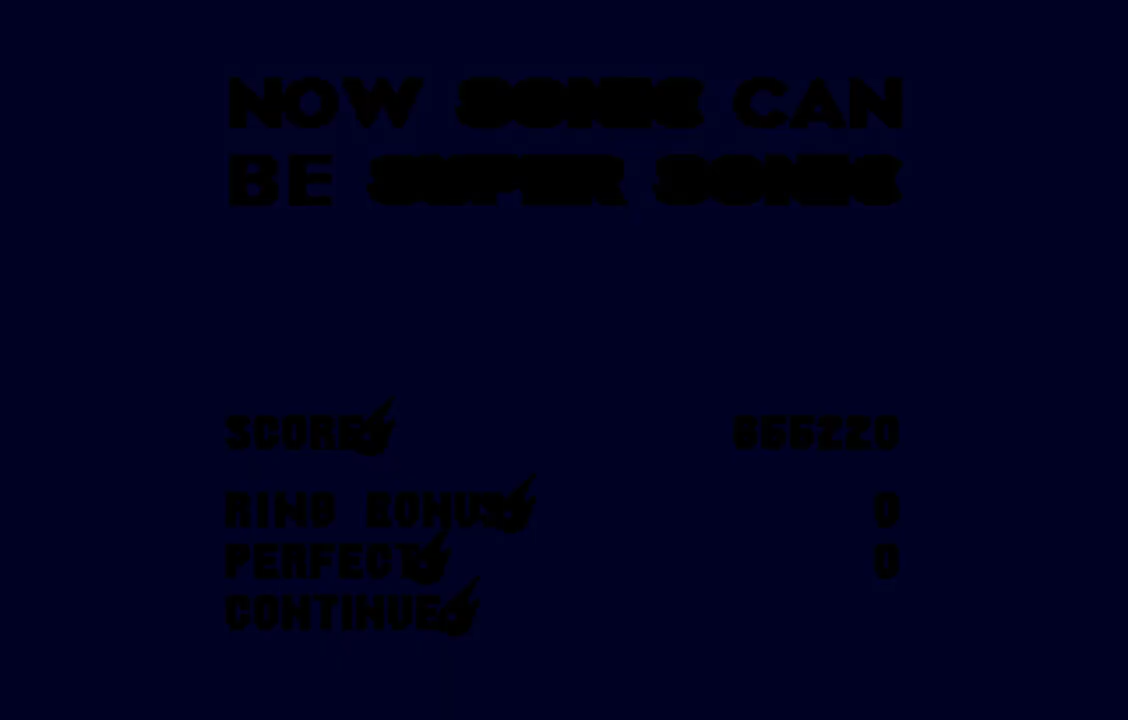 NOW SONIC CAN
BE SUPER SONIC
SCORE
RING BONUS 0
PERFECT 0
CONTINUE